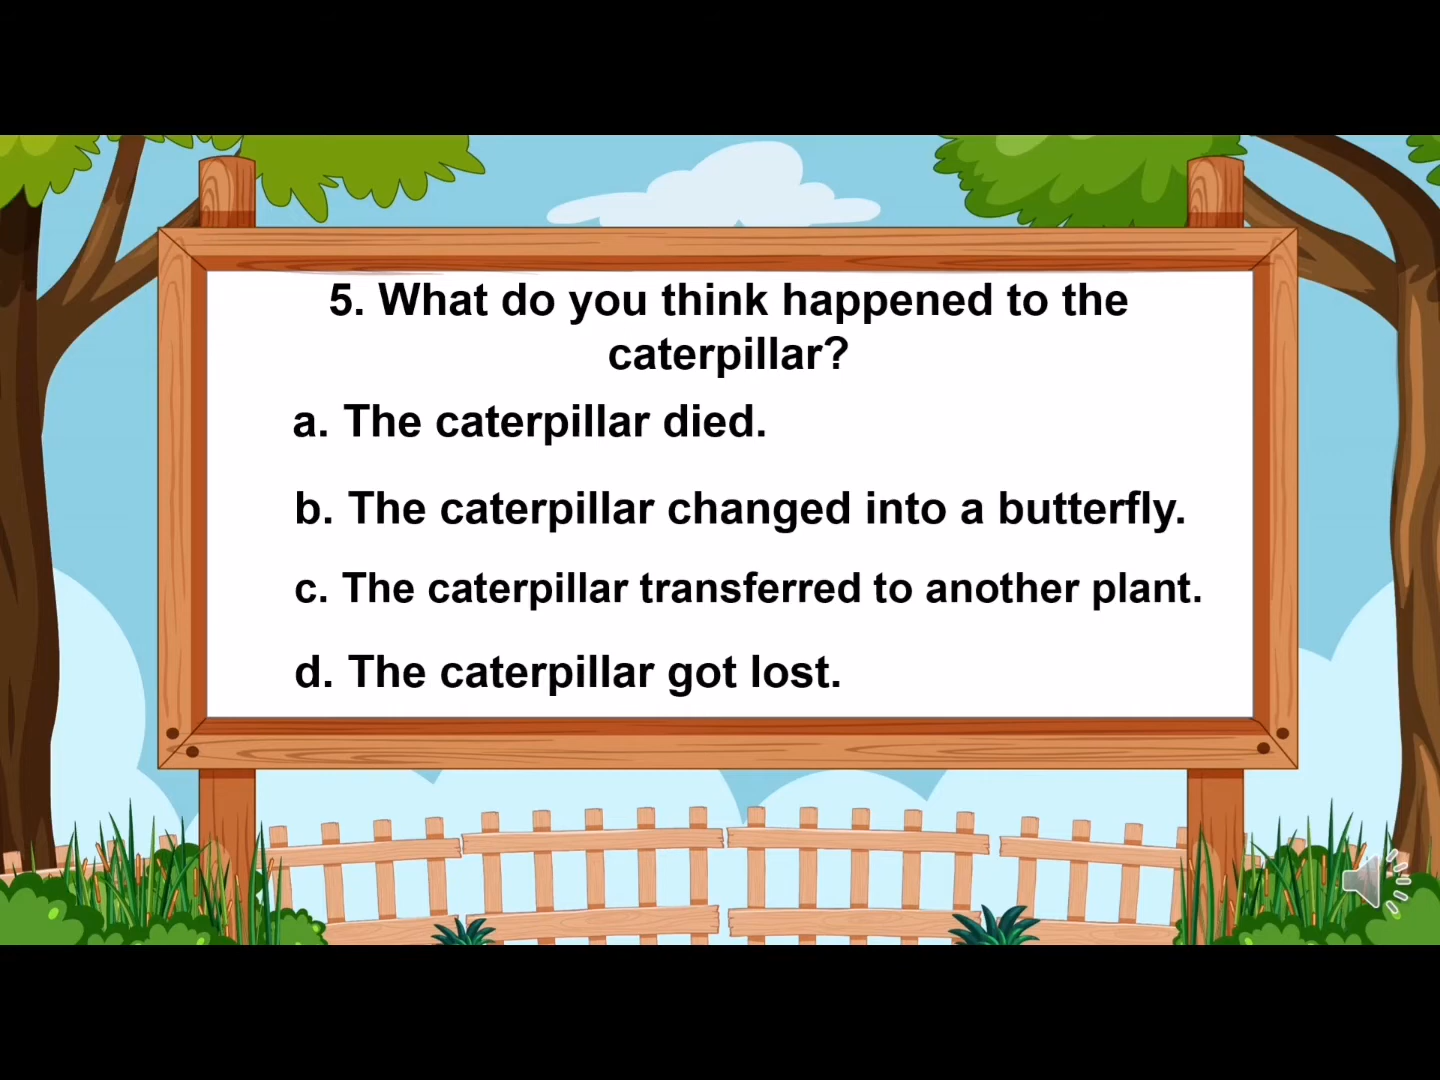 5. What do you think happened to the
caterpillar?
a. The caterpillar died.
b. The caterpillar changed into a butterfly.
c. The caterpillar transferred to another plant.
d. The caterpillar got lost.